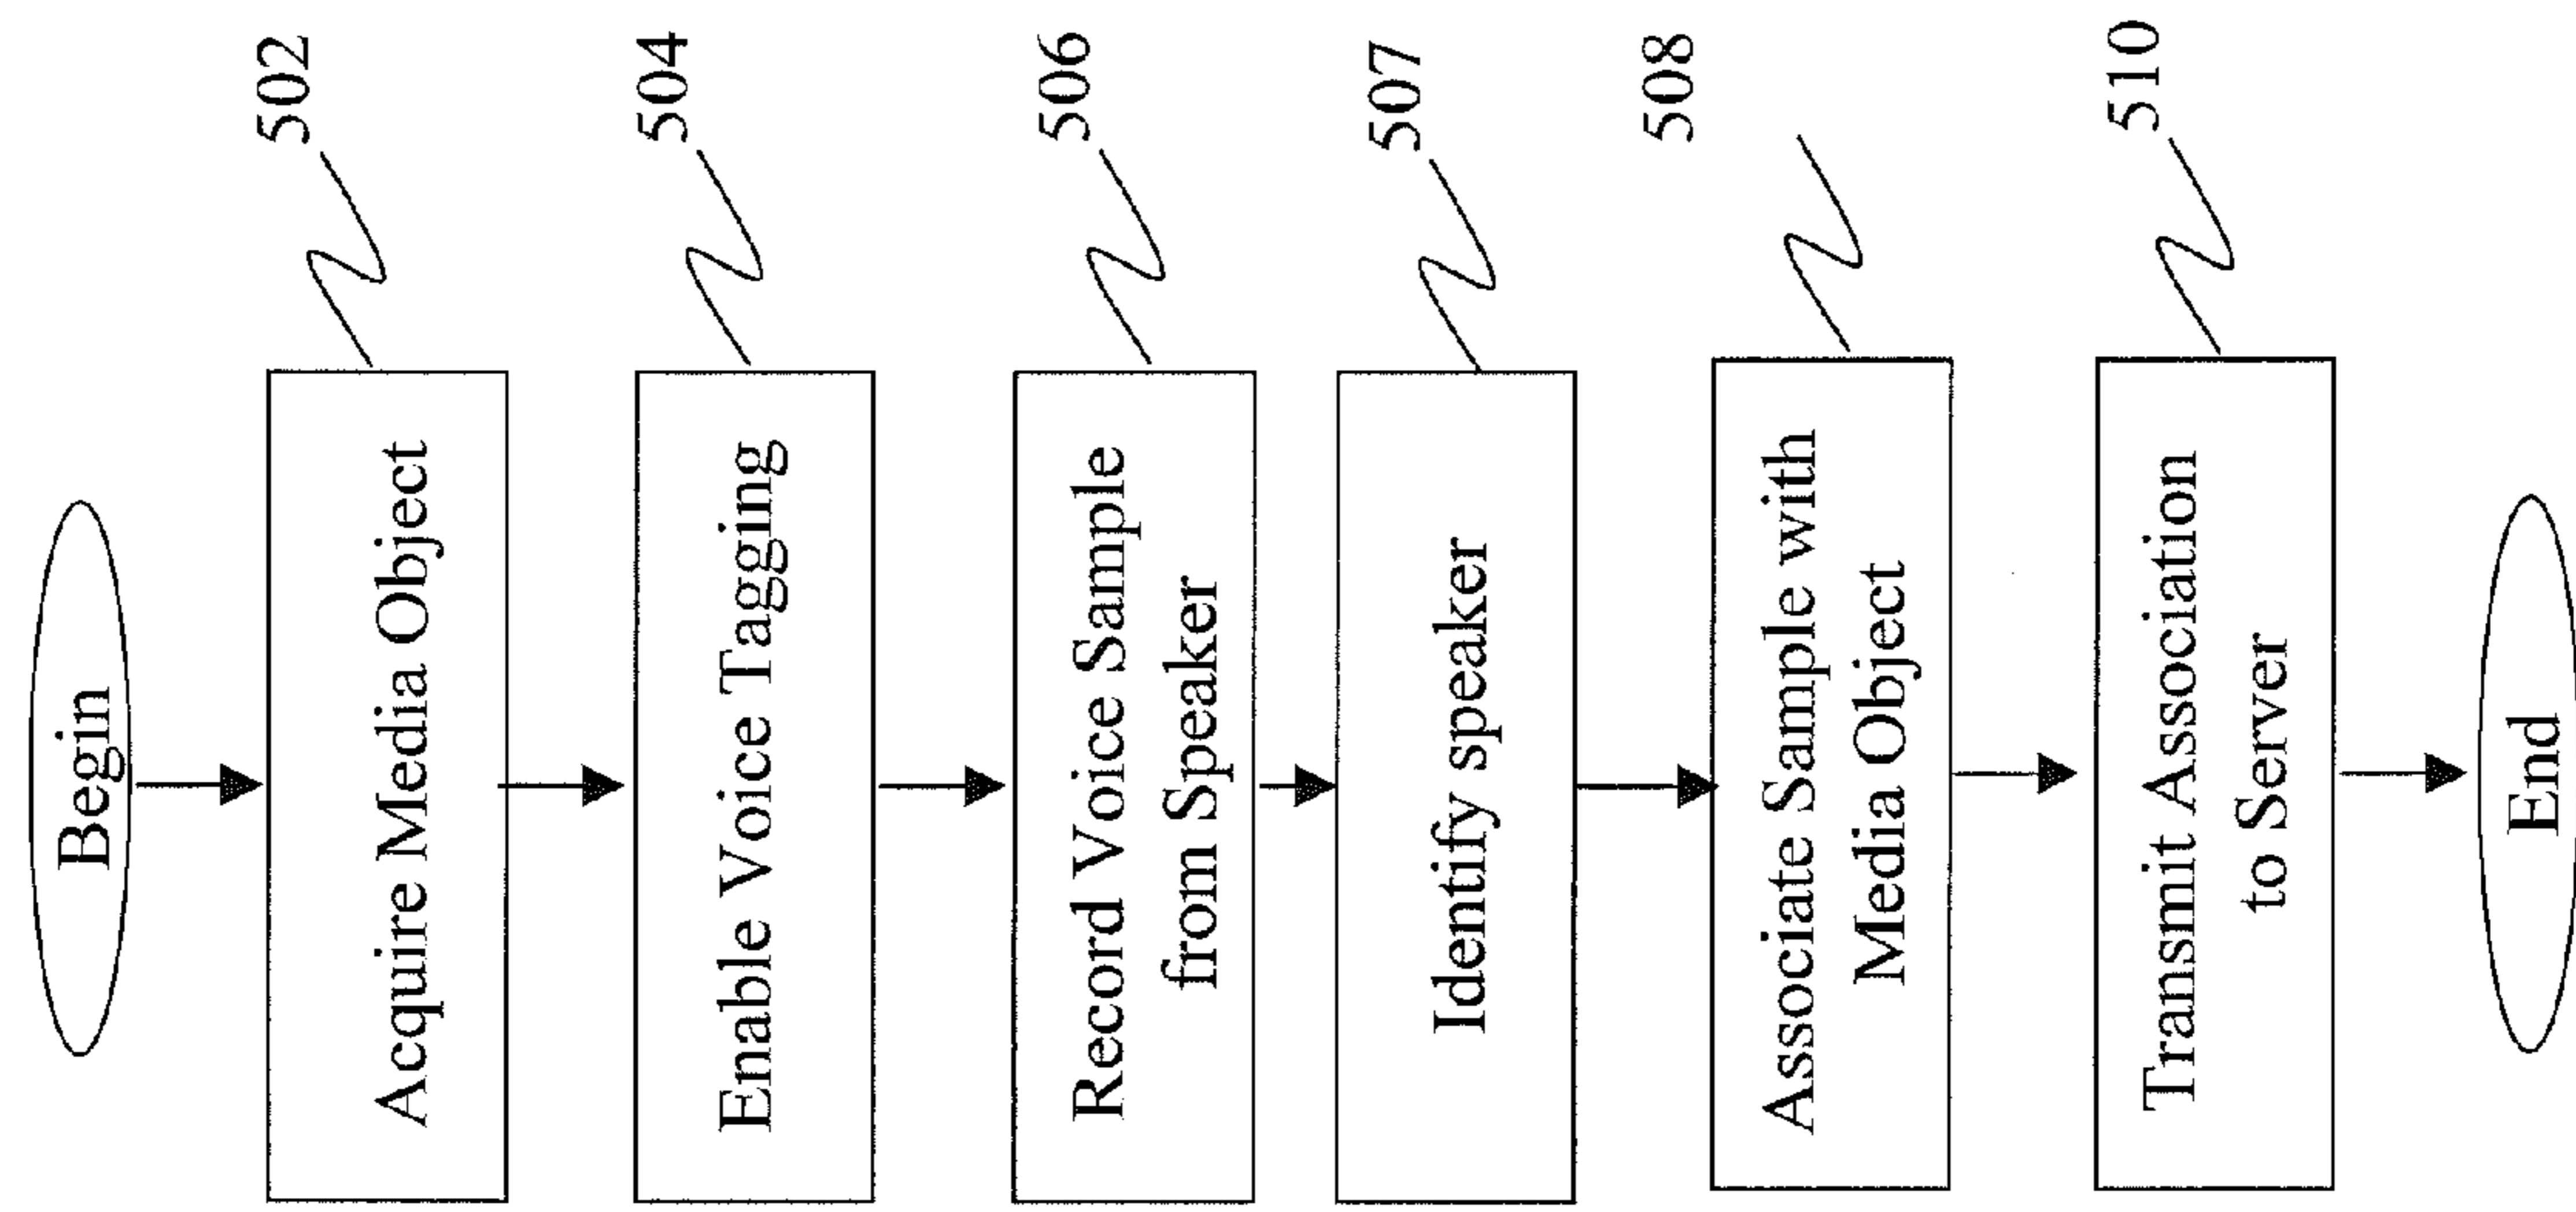 Begin
502
Acquire Media Object
504
Enable Voice Tagging
506
Record Voice Sample
from Speaker
507
Identify speaker
508
Associate Sample with
Media Object
510
Transmit Association
to Server
End